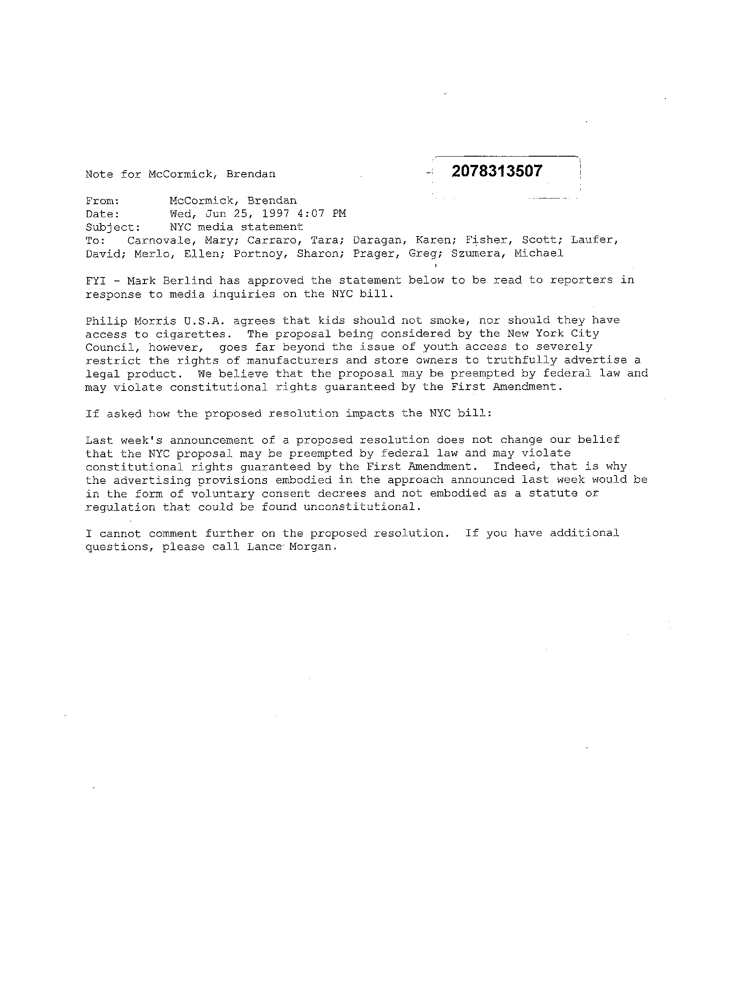 Note for McCormick, Brendan
2078313507
From: McCormick, Brendan
Date: Wed, Jun 25, 1997 4:07 PM
Subject: NYC media statement
To: Carnovale, Mary; Carraro, Tara; Daragan, Karen; Fisher, Scott; Laufer,
David; Merlo, Ellen; Portnoy, Sharon; Prager, Greg; Szumera, Michael
FYI - Mark Berlind has approved the statement below to be read to reporters in
response to media inquiries on the NYC bill.
Philip Morris U.S.A. agrees that kids should not smoke, nor should they have
access to cigarettes. The proposal being considered by the New York City
Council, however, goes far beyond the issue of youth access to severely
restrict the rights of manufacturers and store owners to truthfully advertise a
legal product. We believe that the proposal may be preempted by federal law and
may violate constitutional rights guaranteed by the First Amendment.
If asked how the proposed resolution impacts the NYC bill:
Last week's announcement of a proposed resolution does not change our belief
that the NYC proposal may be preempted by federal law and may violate
constitutional rights guaranteed by the First Amendment. Indeed, that is why
the advertising provisions embodied in the approach announced last week would be
in the form of voluntary consent decrees and not embodied as a statute or
regulation that could be found unconstitutional.
I cannot comment further on the proposed resolution. If you have additional
questions, please call Lance Morgan.